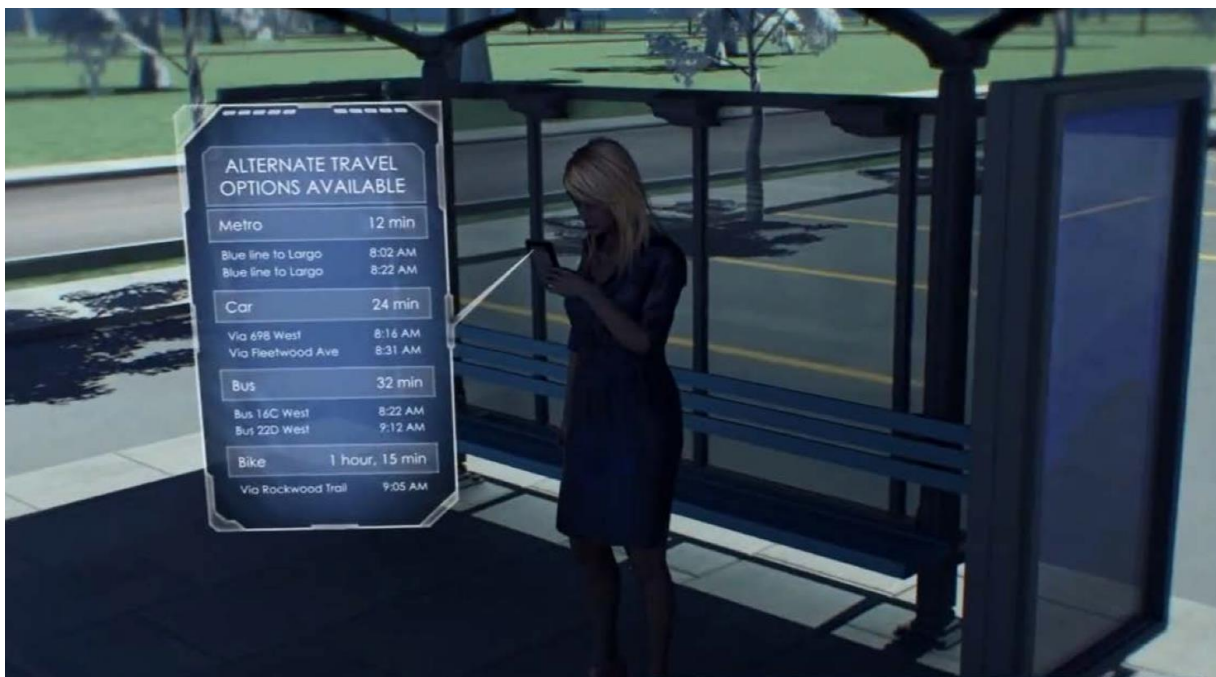 ALTERNATE TRAVEL
OPTIONS AVAILABLE
Metro 12 min
Blue line to Largo 8:02 AM
Blue line to Largo 8:22 AM
Car 24 min
Via 698 West 8:16 AM
Via Fleetwood Ave 8:31 AM
Bus 32 min
Bus 16C West 8:22 AM
Bus 22D West 9:12 AM
Bike 1 hour, 15 min
Via Rockwood Trail 9:05 AM